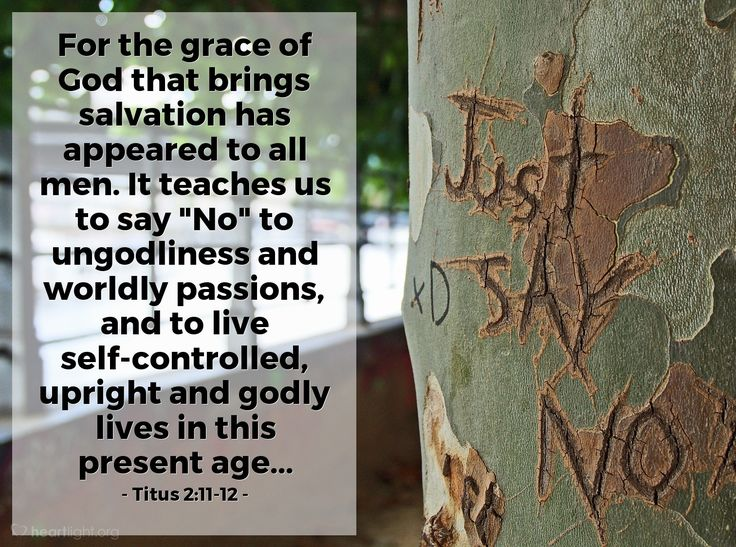 For the grace of
God that brings
salvation has
appeared to all
men. It teaches us
to say "No" to
ungodliness and
worldly passions,
and to live
self-controlled,
upright and godly
lives in this
present age...
- Titus 2:11-12 -
heartlight.org
Just
xD SAY
NO